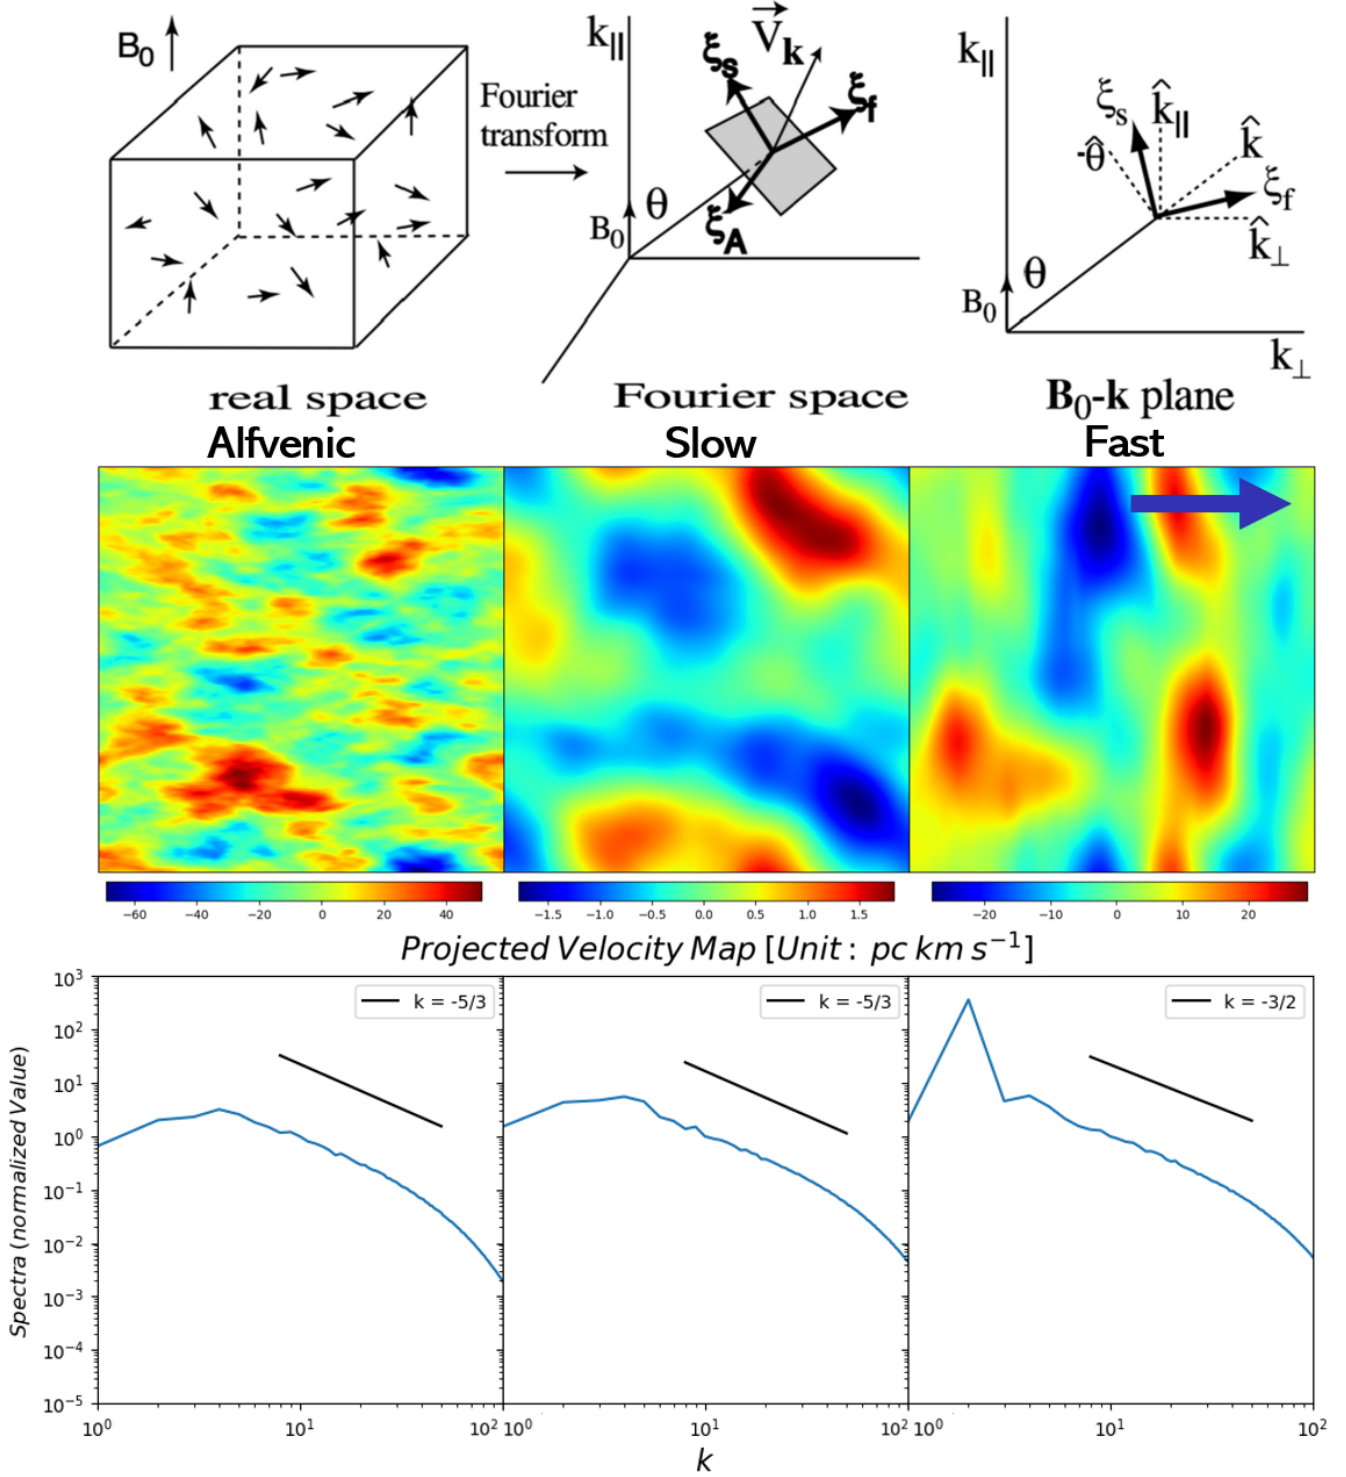 B₀
Fourier
transform
real space
k||
ξs
Vk
ξf
B₀
θ
ξA
Fourier space
k||
ξs
k̂||
-θ̂
k̂
ξf
k̂⊥
B₀
θ
k⊥
B₀-k plane
Alfvenic
Slow
Fast
−60 −40 −20 0 20 40
−1.5 −1.0 −0.5 0.0 0.5 1.0 1.5
−20 −10 0 10 20
Projected Velocity Map [Unit : pc km s⁻¹]
Spectra (normalized Value)
10³
10²
10¹
10⁰
10⁻¹
10⁻²
10⁻³
10⁻⁴
10⁻⁵
k = -5/3
k = -5/3
k = -3/2
10⁰ 10¹ 10²
10¹ 10²
10⁰ 10¹ 10²
k